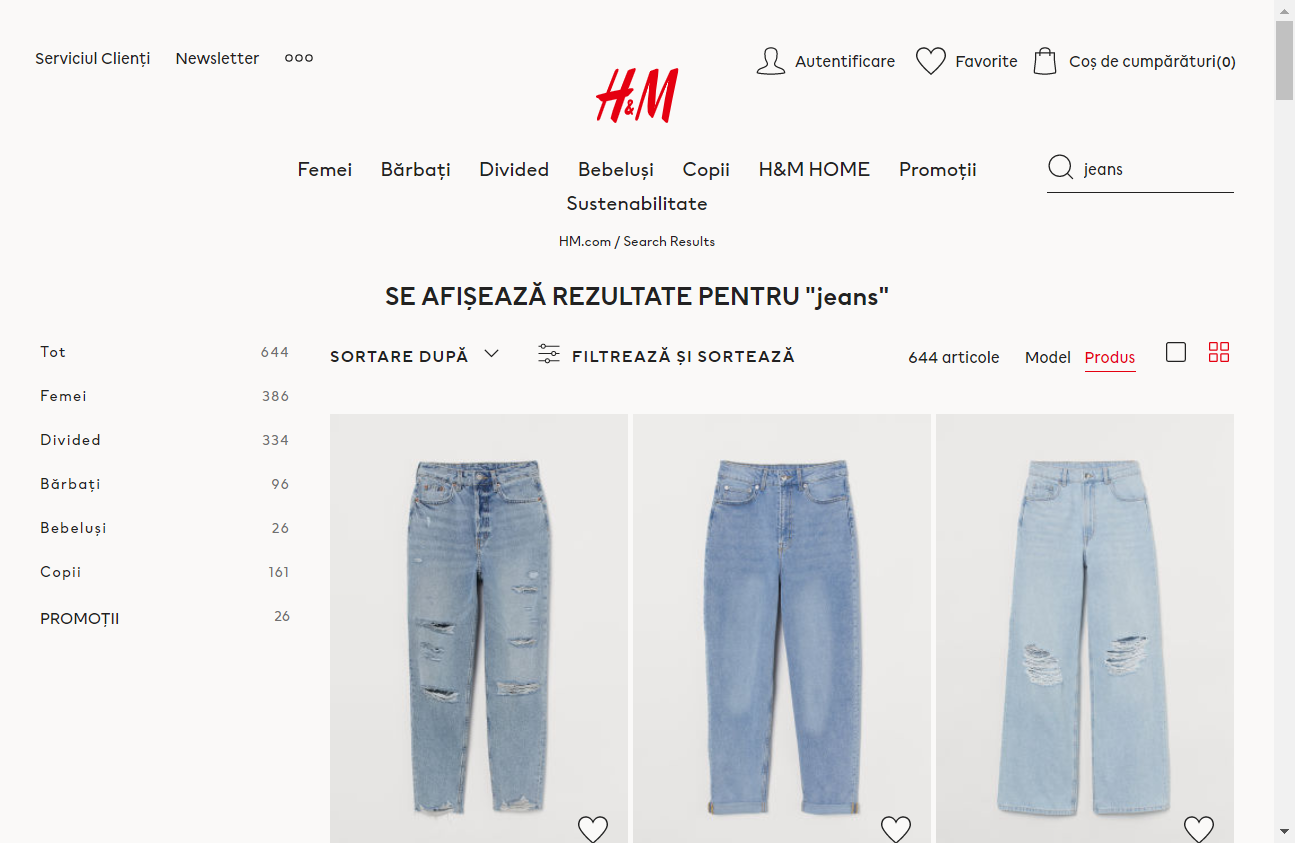 Serviciul Clienți Newsletter
Autentificare Favorite Coș de cumpărături(0)
H&M
Femei Bărbați Divided Bebeluși Copii H&M HOME Promoții
Sustenabilitate
jeans
HM.com / Search Results
SE AFIȘEAZĂ REZULTATE PENTRU "jeans"
Tot 644
Femei 386
Divided 334
Bărbați 96
Bebeluși 26
Copii 161
PROMOȚII 26
SORTARE DUPĂ FILTREAZĂ ȘI SORTEAZĂ 644 articole Model Produs